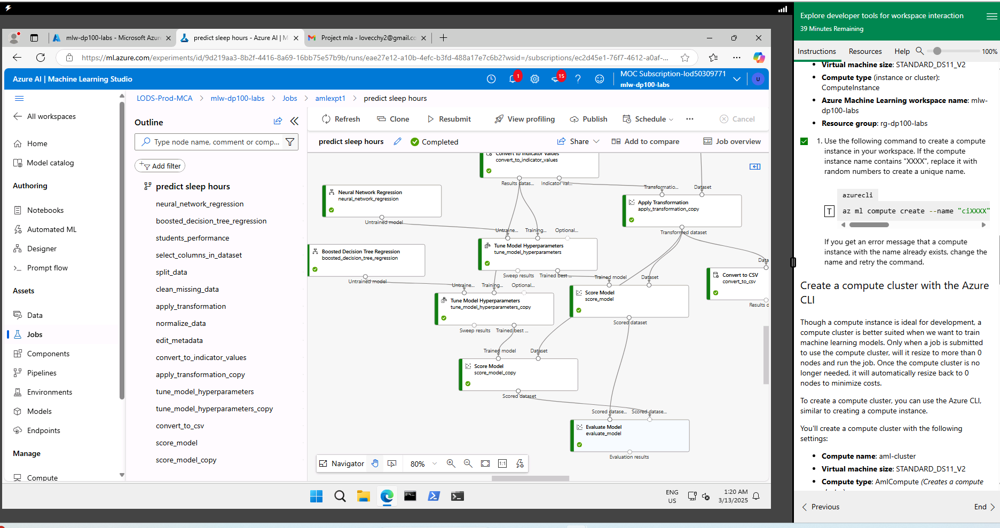 mlw-dp100-labs - Microsoft Azure
predict sleep hours - Azure AI | M
Project mla - lovecchy2@gmail.cc
https://ml.azure.com/experiments/id/9d219aa3-8b2f-4416-8a69-16bb75e57b9b/runs/eae27e12-a10b-4efc-b3fd-488a17e7c6b2?wsid=/subscriptions/ec2d45e1-76f7-4612-a0af-...
Azure AI | Machine Learning Studio
1
15
MOC Subscription-lod50309771
mlw-dp100-labs
U
All workspaces
Home
Model catalog
Authoring
Notebooks
Automated ML
Designer
Prompt flow
Assets
Data
Jobs
Components
Pipelines
Environments
Models
Endpoints
Manage
Compute
LODS-Prod-MCA > mlw-dp100-labs > Jobs > amlexpt1 > predict sleep hours
Outline
Type node name, comment or comp...
Add filter
predict sleep hours
neural_network_regression
boosted_decision_tree_regression
students_performance
select_columns_in_dataset
split_data
clean_missing_data
apply_transformation
normalize_data
edit_metadata
convert_to_indicator_values
apply_transformation_copy
tune_model_hyperparameters
tune_model_hyperparameters_copy
convert_to_csv
score_model
score_model_copy
Refresh
Clone
Resubmit
View profiling
Publish
Schedule
Cancel
predict sleep hours
Completed
Share
Add to compare
Job overview
Convert to Indicator Values
convert_to_indicator_values
Results datas...
Indicator val...
Neural Network Regression
neural_network_regression
Untrained model
Transformatio...
Dataset
Apply Transformation
apply_transformation_copy
Transformed dataset
Untraine...
Training...
Optional...
Tune Model Hyperparameters
tune_model_hyperparameters
Sweep results
Trained best ...
Boosted Decision Tree Regression
boosted_decision_tree_regression
Untrained model
Data
Convert to CSV
convert_to_csv
Results d
Trained model
Dataset
Score Model
score_model
Scored dataset
Untraine...
Training...
Optional...
Tune Model Hyperparameters
tune_model_hyperparameters_copy
Sweep results
Trained best ...
Trained model
Dataset
Score Model
score_model_copy
Scored dataset
Scored datase...
Scored datase...
Evaluate Model
evaluate_model
Evaluation results
Navigator
80%
1:1
ENG
US
1:20 AM
3/13/2025
Explore developer tools for workspace interaction
39 Minutes Remaining
Instructions
Resources
Help
100%
• Virtual machine size: STANDARD_DS11_V2
• Compute type (instance or cluster):
ComputeInstance
• Azure Machine Learning workspace name: mlw-
dp100-labs
• Resource group: rg-dp100-labs
1. Use the following command to create a compute
instance in your workspace. If the compute
instance name contains "XXXX", replace it with
random numbers to create a unique name.
azurecli
T
az ml compute create --name "ciXXXX"
If you get an error message that a compute
instance with the name already exists, change the
name and retry the command.
Create a compute cluster with the Azure
CLI
Though a compute instance is ideal for development, a
compute cluster is better suited when we want to train
machine learning models. Only when a job is submitted
to use the compute cluster, will it resize to more than 0
nodes and run the job. Once the compute cluster is no
longer needed, it will automatically resize back to 0
nodes to minimize costs.
To create a compute cluster, you can use the Azure CLI,
similar to creating a compute instance.
You'll create a compute cluster with the following
settings:
• Compute name: aml-cluster
• Virtual machine size: STANDARD_DS11_V2
• Compute type: AmlCompute (Creates a compute
Previous
End